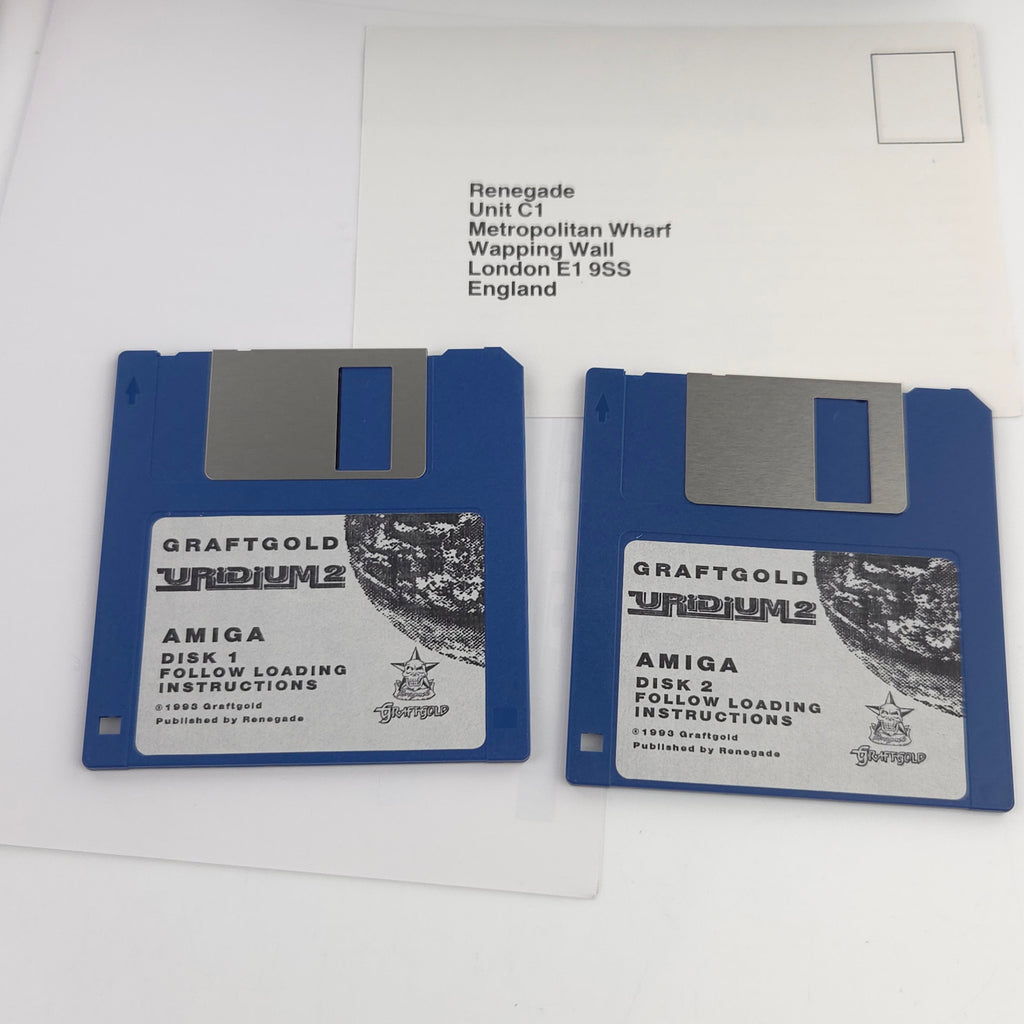 Renegade
Unit C1
Metropolitan Wharf
Wapping Wall
London E1 9SS
England
GRAFTGOLD
URIDIUM 2
AMIGA
DISK 1
FOLLOW LOADING
INSTRUCTIONS
©1993 Graftgold
Published by Renegade
GRAFTGOLD
GRAFTGOLD
URIDIUM 2
AMIGA
DISK 2
FOLLOW LOADING
INSTRUCTIONS
©1993 Graftgold
Published by Renegade
GRAFTGOLD